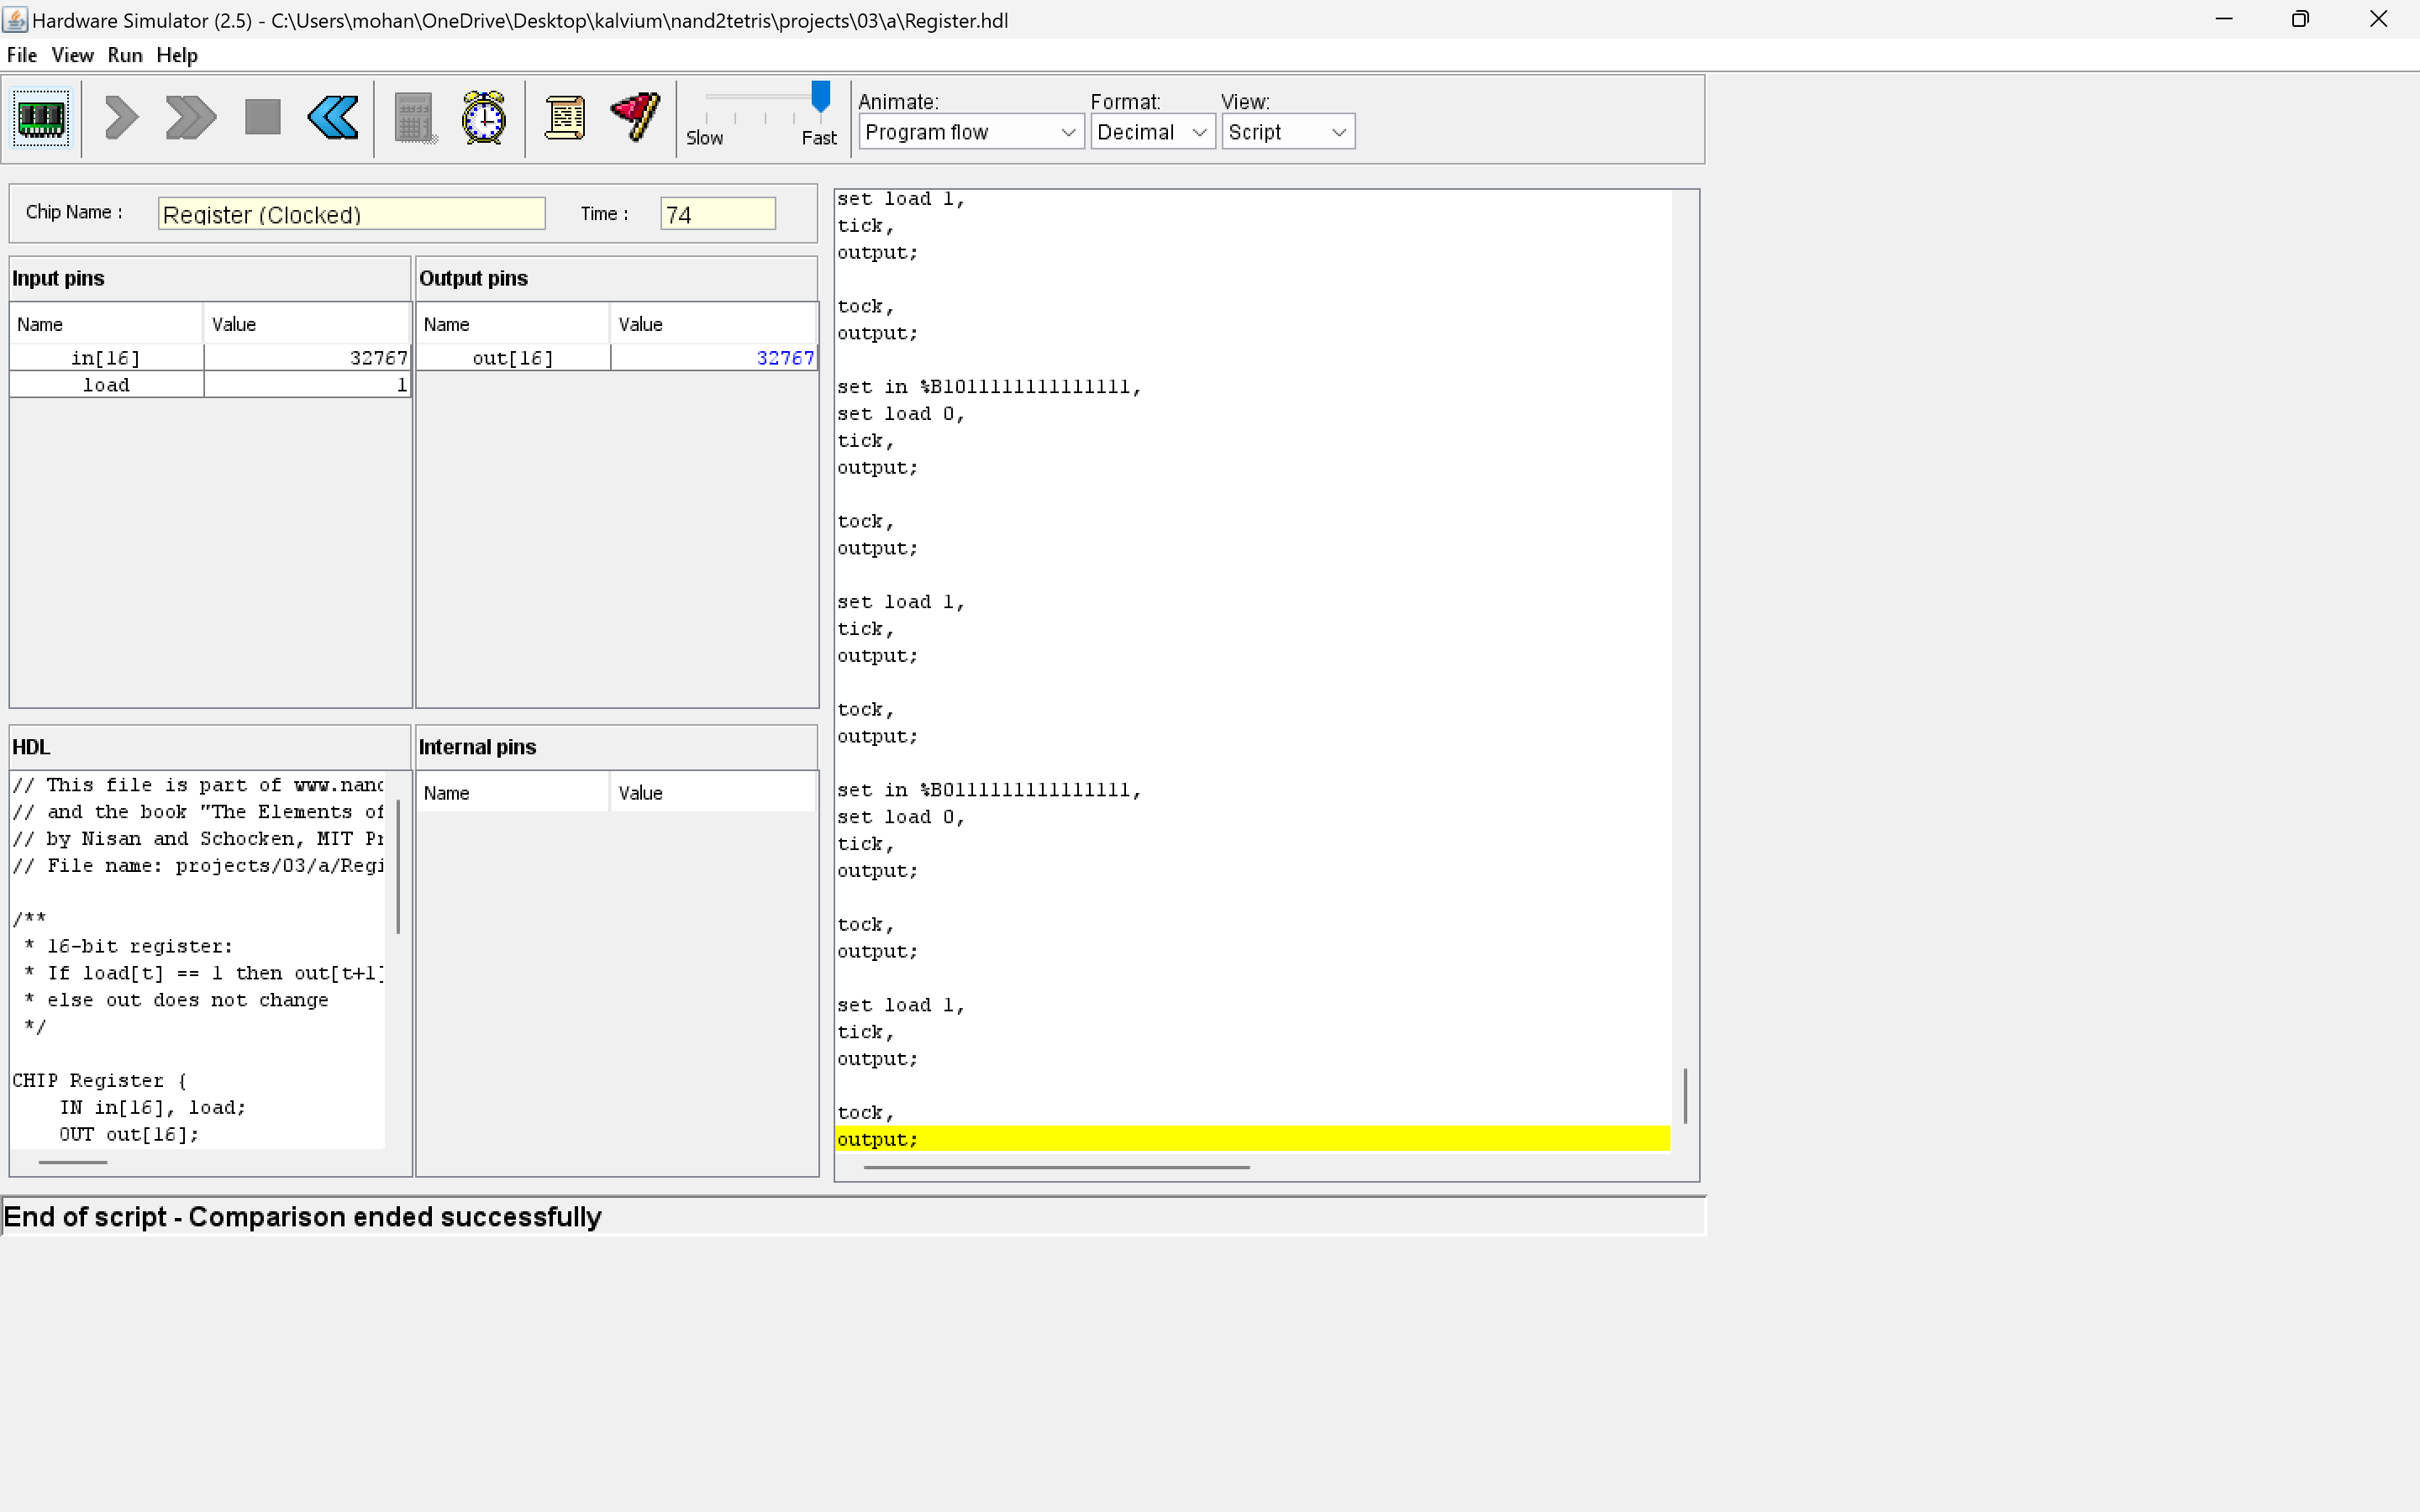 Hardware Simulator (2.5) - C:\Users\mohan\OneDrive\Desktop\kalvium\nand2tetris\projects\03\a\Register.hdl
File View Run Help
Slow Fast
Animate: Format: View:
Program flow Decimal Script
Chip Name : Register (Clocked) Time : 74
Input pins
Name Value
in[16] 32767
load 1
Output pins
Name Value
out[16] 32767
HDL
// This file is part of www.nand
// and the book "The Elements of
// by Nisan and Schocken, MIT Pr
// File name: projects/03/a/Regi
/**
* 16-bit register:
* If load[t] == 1 then out[t+1]
* else out does not change
*/
CHIP Register {
IN in[16], load;
OUT out[16];
Internal pins
Name Value
set load 1,
tick,
output;
tock,
output;
set in %B1011111111111111,
set load 0,
tick,
output;
tock,
output;
set load 1,
tick,
output;
tock,
output;
set in %B0111111111111111,
set load 0,
tick,
output;
tock,
output;
set load 1,
tick,
output;
tock,
output;
End of script - Comparison ended successfully